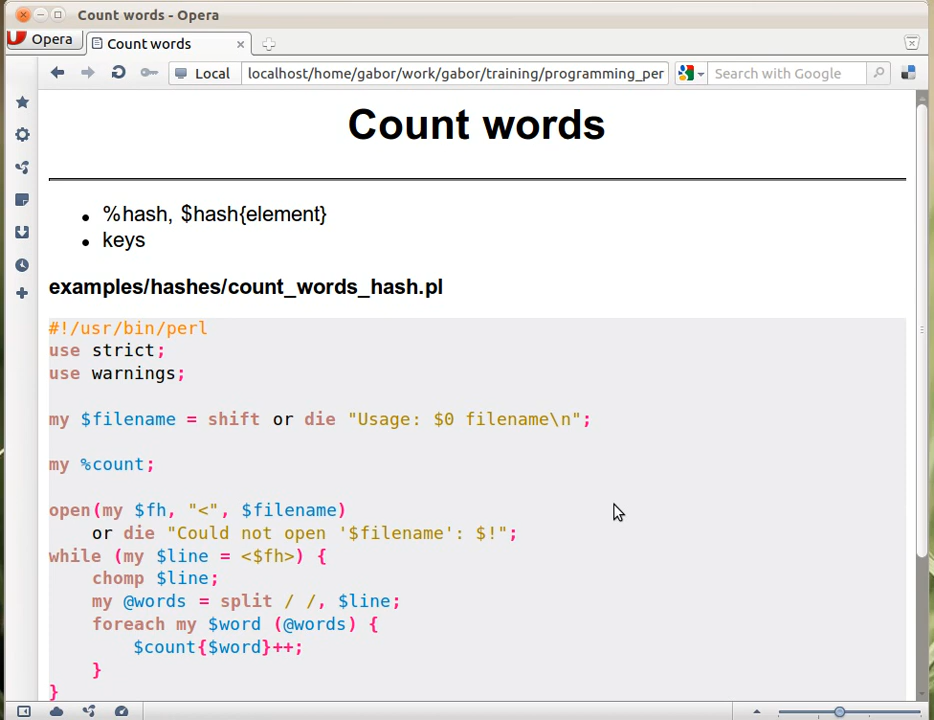 Count words - Opera
Opera
Count words
Local
localhost/home/gabor/work/gabor/training/programming_per
Search with Google
Count words
%hash, $hash{element}
keys
examples/hashes/count_words_hash.pl
#!/usr/bin/perl
use strict;
use warnings;
my $filename = shift or die "Usage: $0 filename\n";
my %count;
open(my $fh, "<", $filename)
    or die "Could not open '$filename': $!";
while (my $line = <$fh>) {
    chomp $line;
    my @words = split / /, $line;
    foreach my $word (@words) {
        $count{$word}++;
    }
}